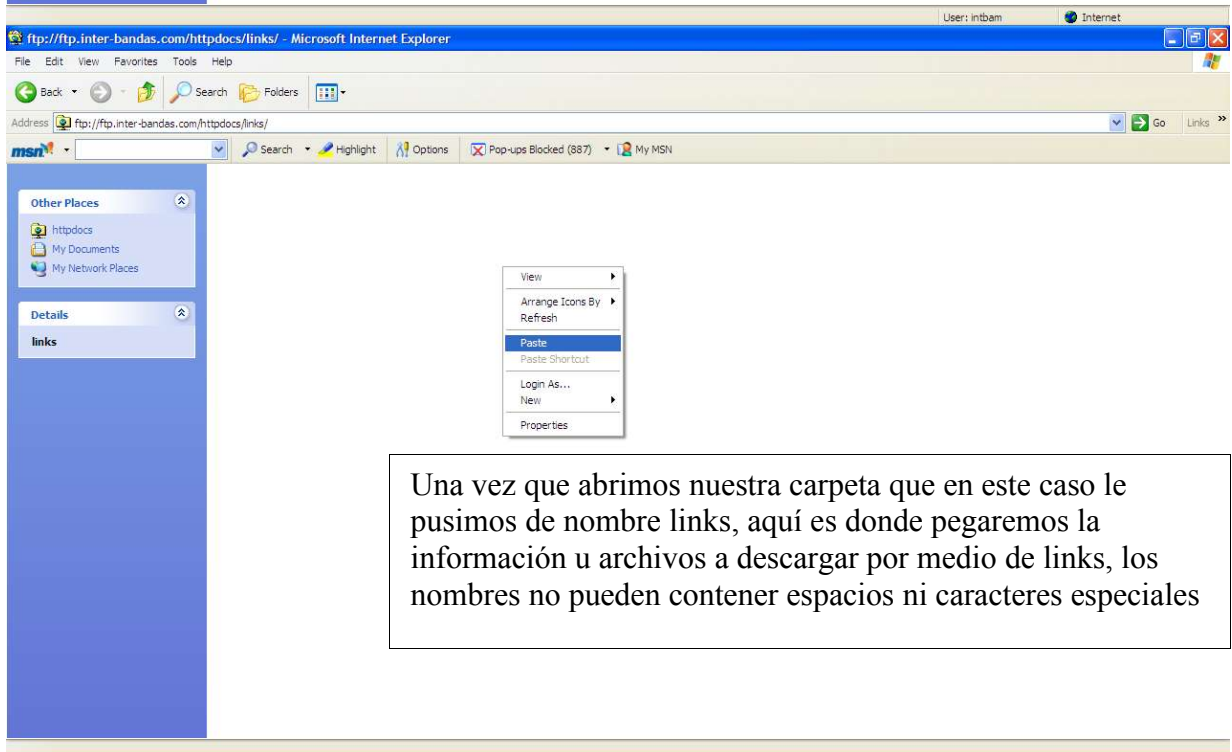 User: intbam Internet
ftp://ftp.inter-bandas.com/httpdocs/links/ - Microsoft Internet Explorer
File Edit View Favorites Tools Help
Back Search Folders
Address ftp://ftp.inter-bandas.com/httpdocs/links/ Go Links »
msn Search Highlight Options Pop-ups Blocked (887) My MSN
Other Places
httpdocs
My Documents
My Network Places
Details
links
View
Arrange Icons By
Refresh
Paste
Paste Shortcut
Login As...
New
Properties
Una vez que abrimos nuestra carpeta que en este caso le
pusimos de nombre links, aquí es donde pegaremos la
información u archivos a descargar por medio de links, los
nombres no pueden contener espacios ni caracteres especiales